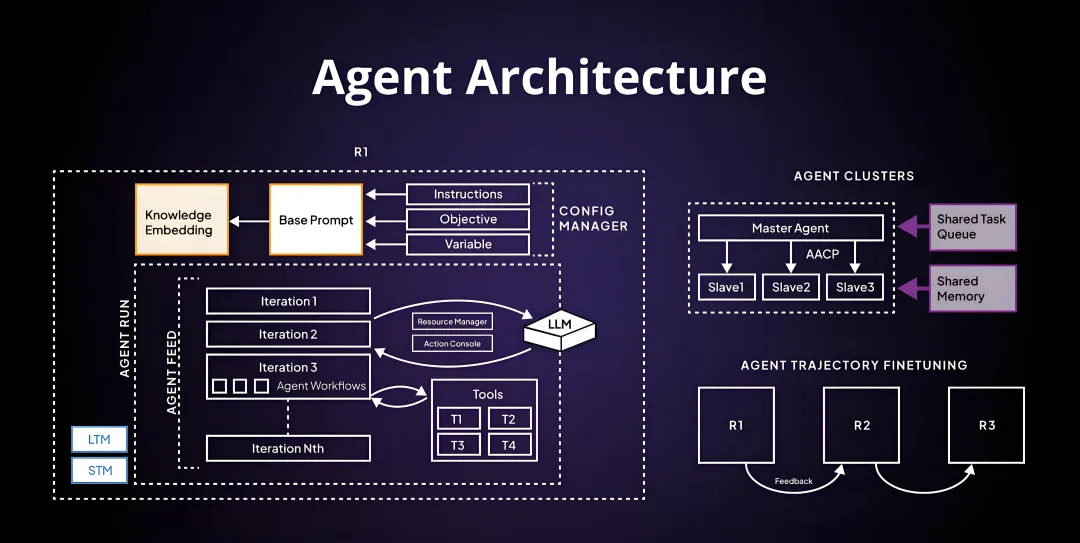 Agent Architecture
R1
Knowledge
Embedding
Base Prompt
Instructions
Objective
Variable
CONFIG
MANAGER
AGENT RUN
AGENT FEED
Iteration 1
Iteration 2
Iteration 3
Agent Workflows
Iteration Nth
Resource Manager
Action Console
LLM
Tools
T1
T2
T3
T4
LTM
STM
AGENT CLUSTERS
Master Agent
AACP
Slave1
Slave2
Slave3
Shared Task
Queue
Shared
Memory
AGENT TRAJECTORY FINETUNING
R1
R2
R3
Feedback